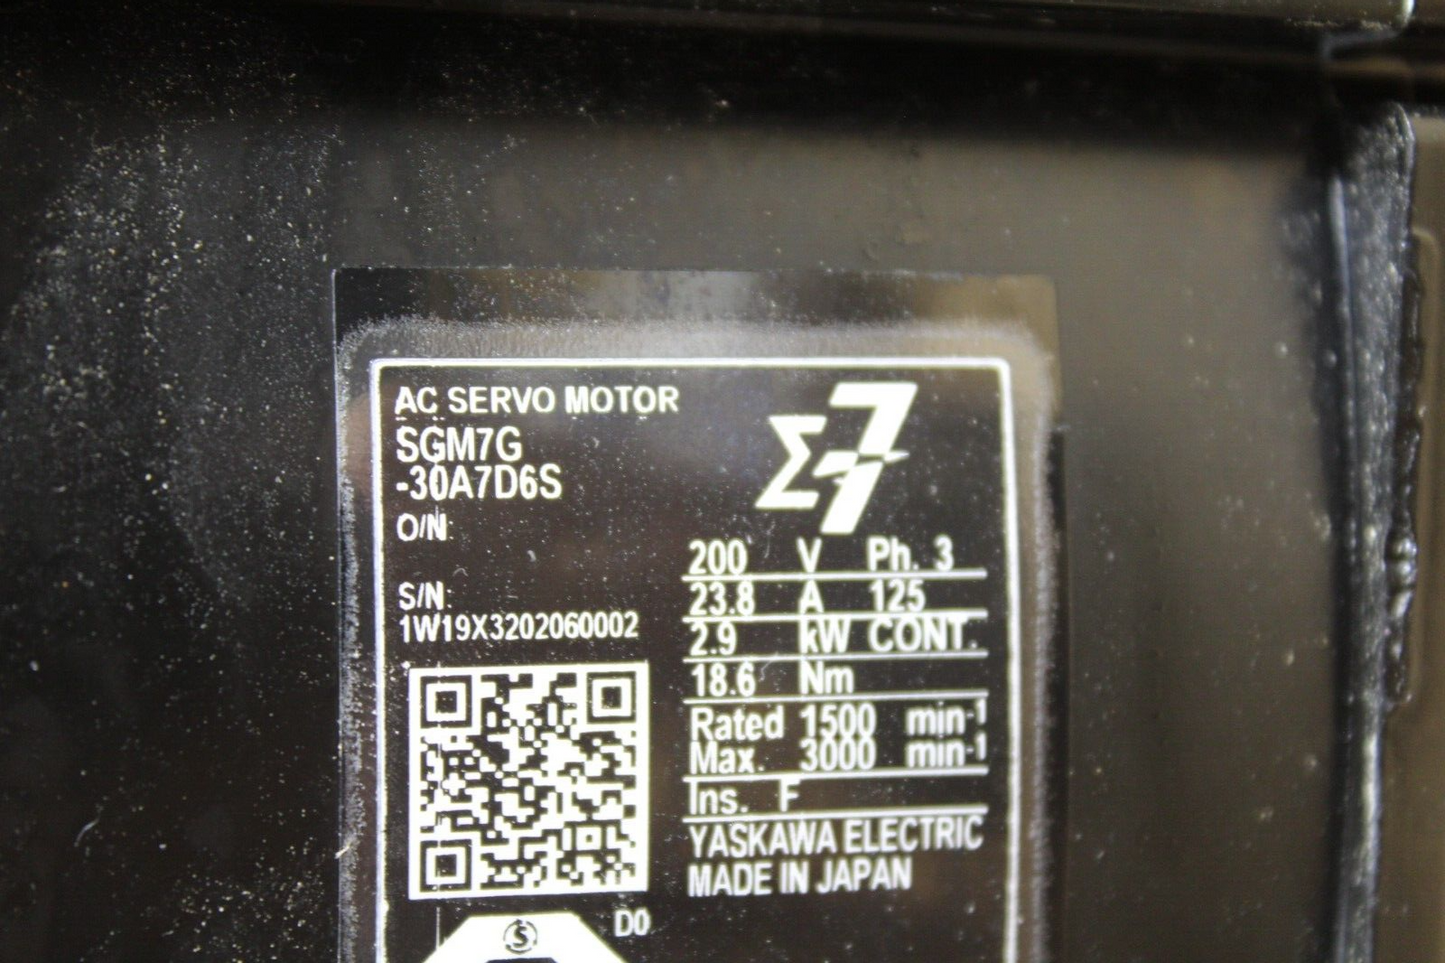 AC SERVO MOTOR
SGM7G
-30A7D6S
Σ7
O/N:
S/N:
1W19X3202060002
200 V Ph. 3
23.8 A 125
2.9 kW CONT.
18.6 Nm
Rated 1500 min-1
Max. 3000 min-1
Ins. F
YASKAWA ELECTRIC
MADE IN JAPAN
D0
S